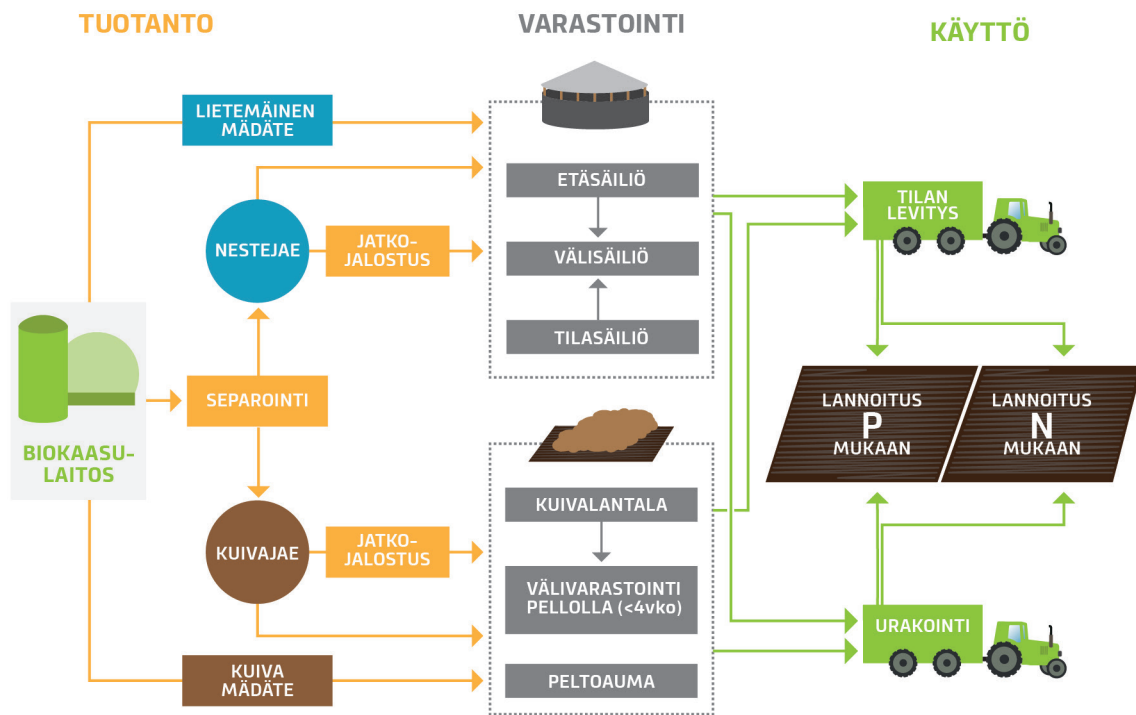 TUOTANTO
VARASTOINTI
KÄYTTÖ
LIETEMÄINEN
MÄDÄTE
NESTEJAE
JATKO-
JALOSTUS
BIOKAASU-
LAITOS
SEPAROINTI
KUIVAJAE
JATKO-
JALOSTUS
KUIVA
MÄDÄTE
ETÄSÄILIÖ
VÄLISÄILIÖ
TILASÄILIÖ
KUIVALANTALA
VÄLIVARASTOINTI
PELLOLLA (<4vko)
PELTOAUMA
TILAN
LEVITYS
LANNOITUS
P
MUKAAN
LANNOITUS
N
MUKAAN
URAKOINTI